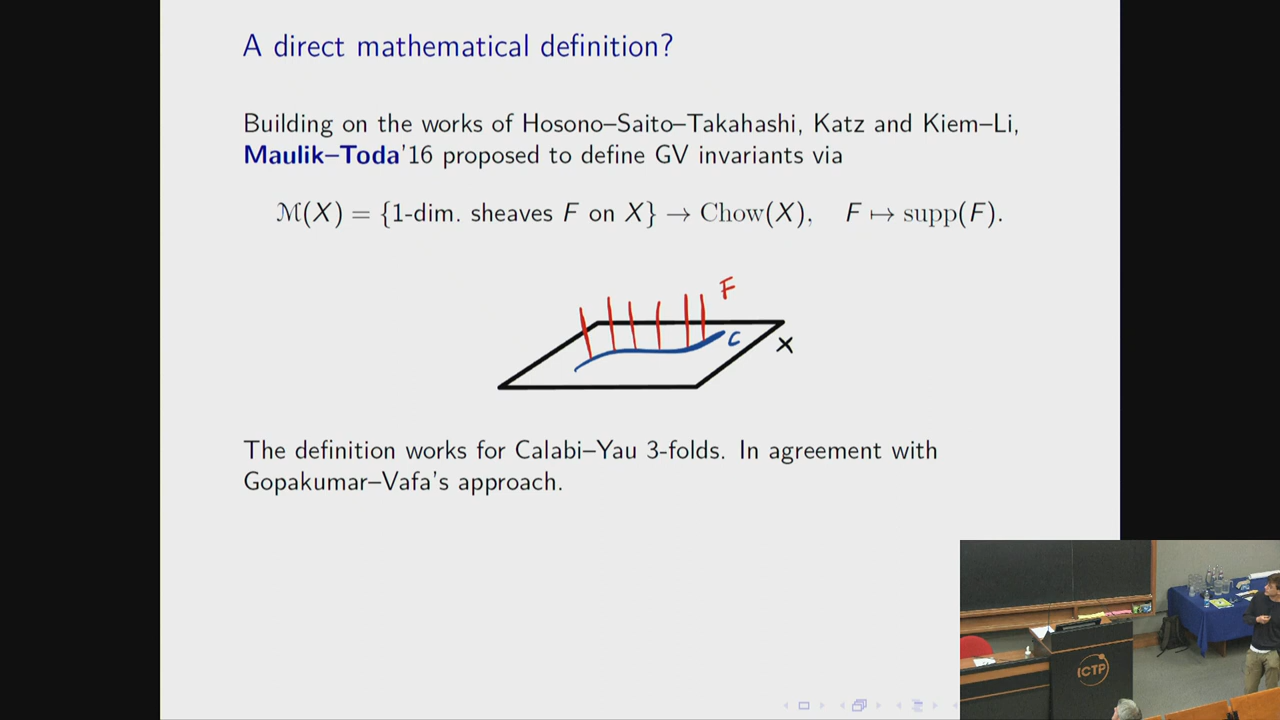 A direct mathematical definition?
Building on the works of Hosono–Saito–Takahashi, Katz and Kiem–Li,
Maulik–Toda'16 proposed to define GV invariants via
ℳ(X) = {1-dim. sheaves F on X} → Chow(X), F ↦ supp(F).
F
C
X
The definition works for Calabi–Yau 3-folds. In agreement with
Gopakumar–Vafa's approach.
ICTP